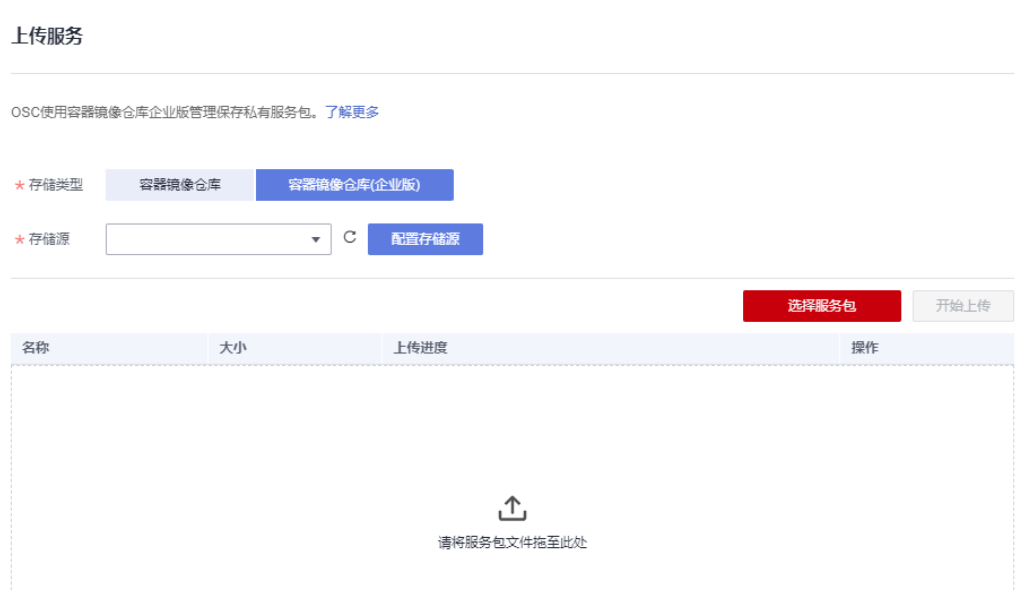 上传服务
OSC使用容器镜像仓库企业版管理保存私有服务包。了解更多
* 存储类型 容器镜像仓库 容器镜像仓库(企业版)
* 存储源 配置存储源
选择服务包 开始上传
名称 大小 上传进度 操作
请将服务包文件拖至此处